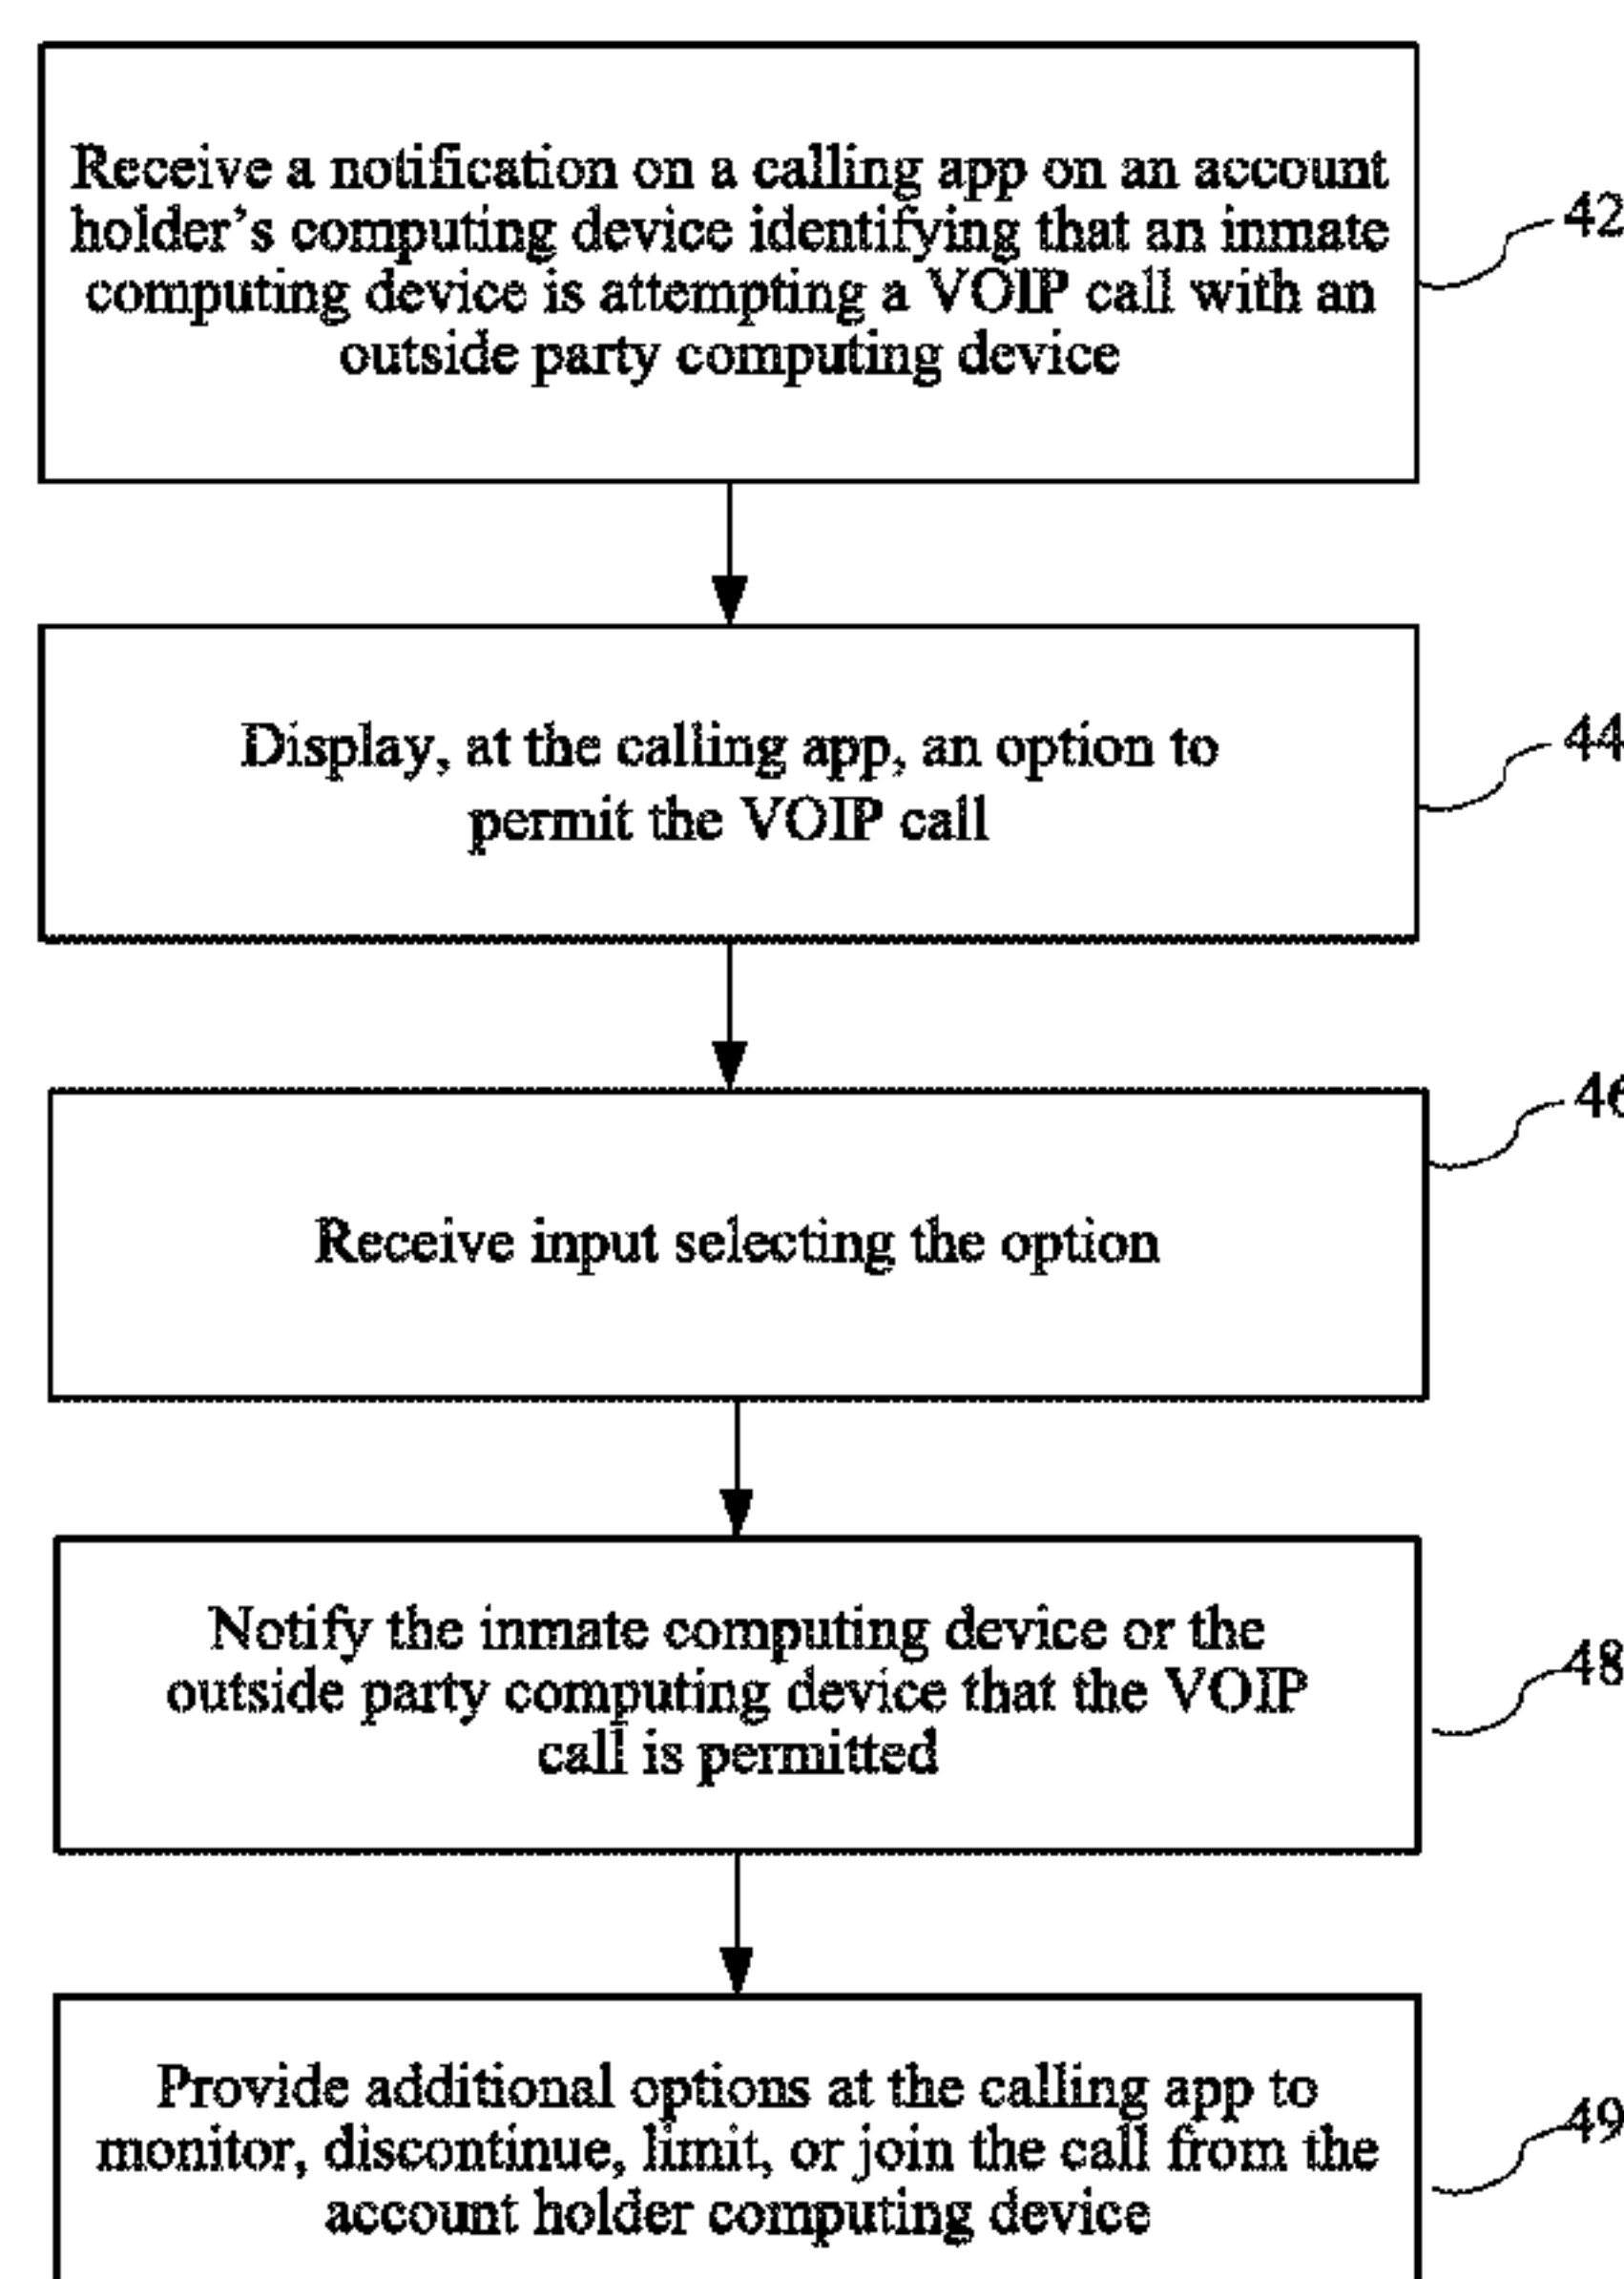 Receive a notification on a calling app on an account
holder's computing device identifying that an inmate
computing device is attempting a VOIP call with an
outside party computing device
42
Display, at the calling app, an option to
permit the VOIP call
44
46
Receive input selecting the option
Notify the inmate computing device or the
outside party computing device that the VOIP
call is permitted
48
Provide additional options at the calling app to
monitor, discontinue, limit, or join the call from the
account holder computing device
49